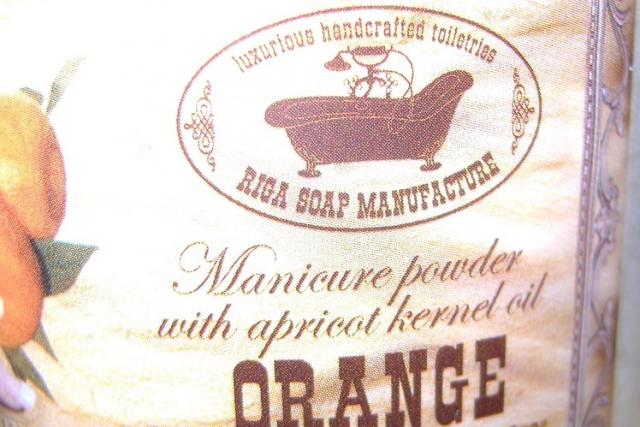 luxurious handcrafted toiletries
RIGA SOAP MANUFACTURE
Manicure powder
with apricot kernel oil
ORANGE